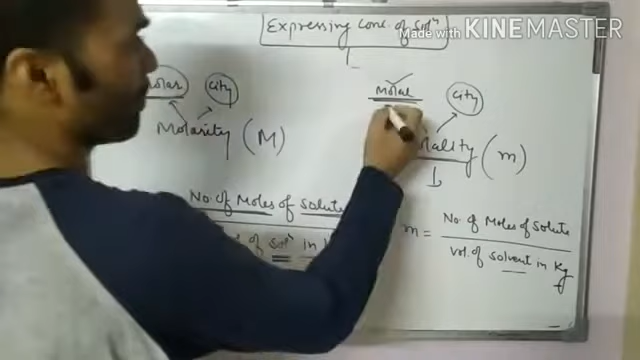 Made with KINEMASTER
Expressing Conc. of Solⁿ
Molar City
Molal City
Molarity (M)
(m)
No. of Moles of Solute
of solⁿ in
m = No. of Moles of Solute
Vol. of Solvent in Kg